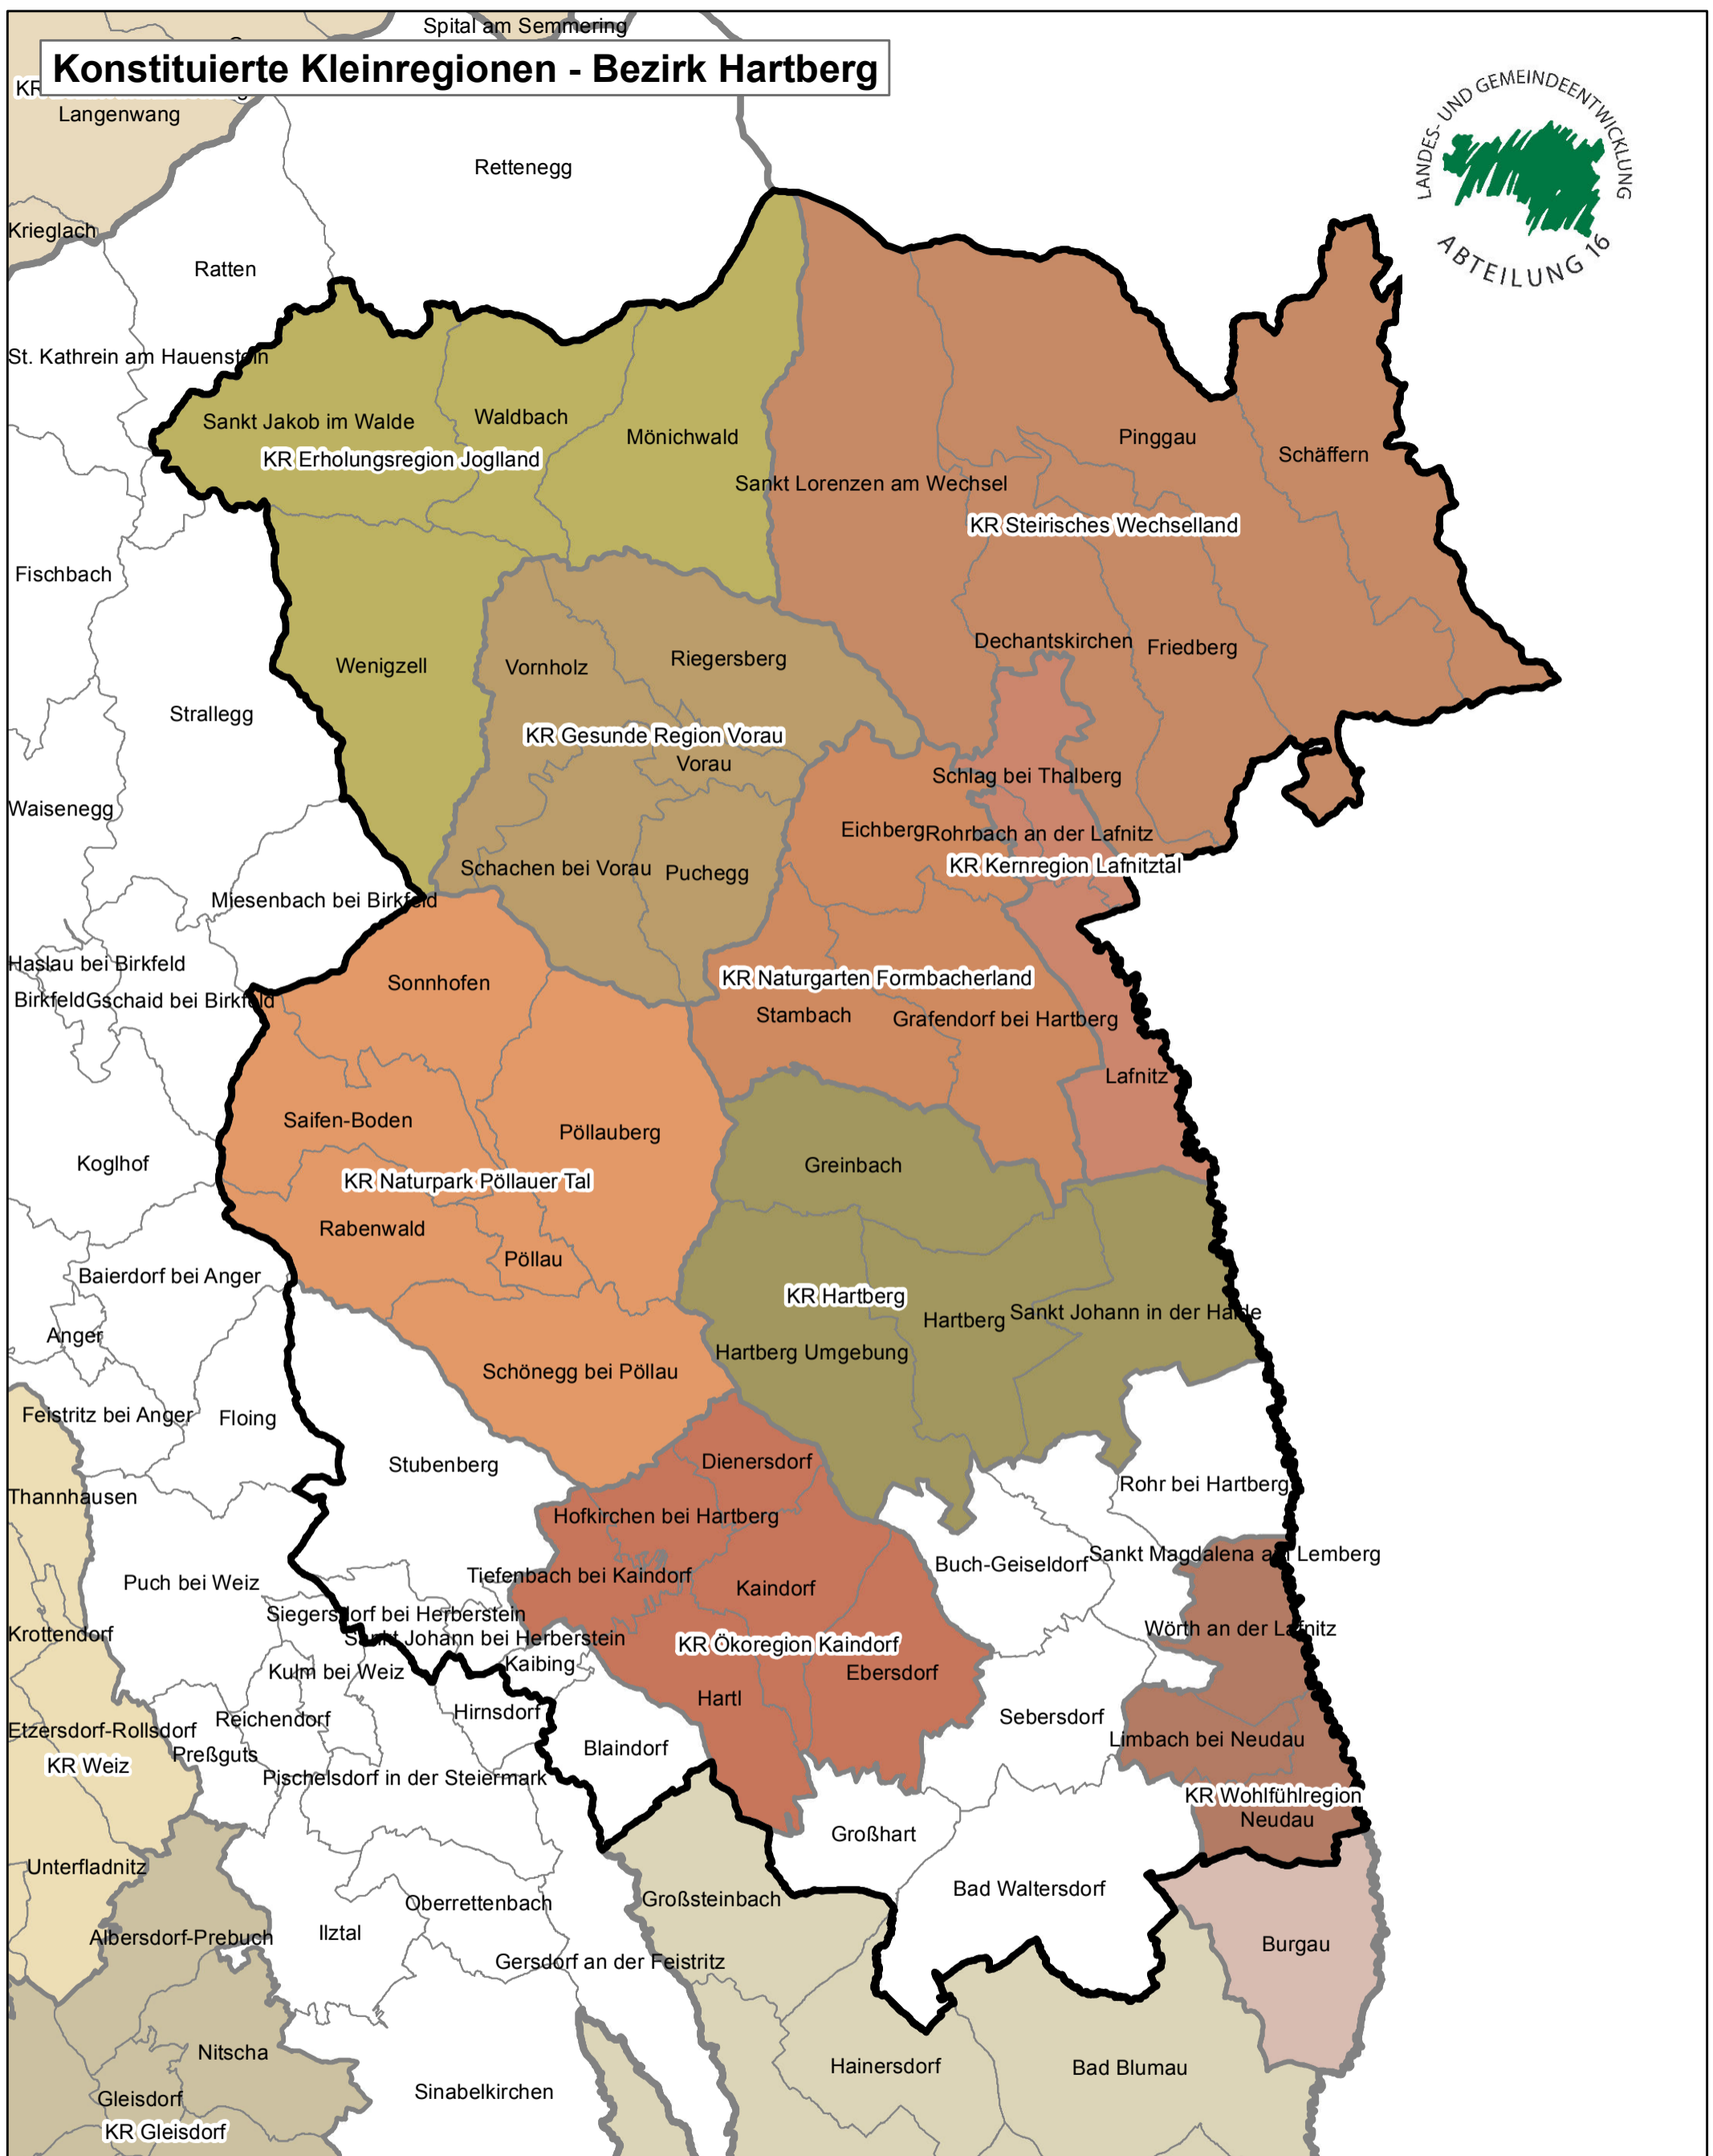 Spital am Semmering
Konstituierte Kleinregionen - Bezirk Hartberg
KR
Langenwang
LANDES- UND GEMEINDEENTWICKLUNG
ABTEILUNG 16
Rettenegg
Krieglach
Ratten
St. Kathrein am Hauenstein
Sankt Jakob im Walde
Waldbach
Mönichwald
Pinggau
Schäffern
KR Erholungsregion Joglland
Sankt Lorenzen am Wechsel
KR Steirisches Wechselland
Fischbach
Wenigzell
Vornholz
Riegersberg
Dechantskirchen
Friedberg
Strallegg
KR Gesunde Region Vorau
Vorau
Schlag bei Thalberg
Waisenegg
Eichberg
Rohrbach an der Lafnitz
KR Kernregion Lafnitztal
Schachen bei Vorau
Puchegg
Miesenbach bei Birkfeld
Haslau bei Birkfeld
Sonnhofen
KR Naturgarten Formbacherland
Birkfeld
Gschaid bei Birkfeld
Stambach
Grafendorf bei Hartberg
Lafnitz
Saifen-Boden
Pöllauberg
Koglhof
Greinbach
KR Naturpark Pöllauer Tal
Rabenwald
Pöllau
Baierdorf bei Anger
KR Hartberg
Hartberg
Sankt Johann in der Haide
Anger
Hartberg Umgebung
Schönegg bei Pöllau
Feistritz bei Anger
Floing
Stubenberg
Dienersdorf
Rohr bei Hartberg
Thannhausen
Hofkirchen bei Hartberg
Buch-Geiseldorf
Sankt Magdalena am Lemberg
Puch bei Weiz
Tiefenbach bei Kaindorf
Kaindorf
Siegersdorf bei Herberstein
Wörth an der Lafnitz
Krottendorf
Sankt Johann bei Herberstein
KR Ökoregion Kaindorf
Kulm bei Weiz
Kaibing
Ebersdorf
Hartl
Reichendorf
Hirnsdorf
Sebersdorf
Etzersdorf-Rollsdorf
Preßguts
Blaindorf
Limbach bei Neudau
KR Weiz
Pischelsdorf in der Steiermark
KR Wohlfühlregion
Neudau
Großhart
Unterfladnitz
Bad Waltersdorf
Oberrettenbach
Großsteinbach
Albersdorf-Prebuch
Ilztal
Burgau
Gersdorf an der Feistritz
Nitscha
Hainersdorf
Bad Blumau
Gleisdorf
Sinabelkirchen
KR Gleisdorf